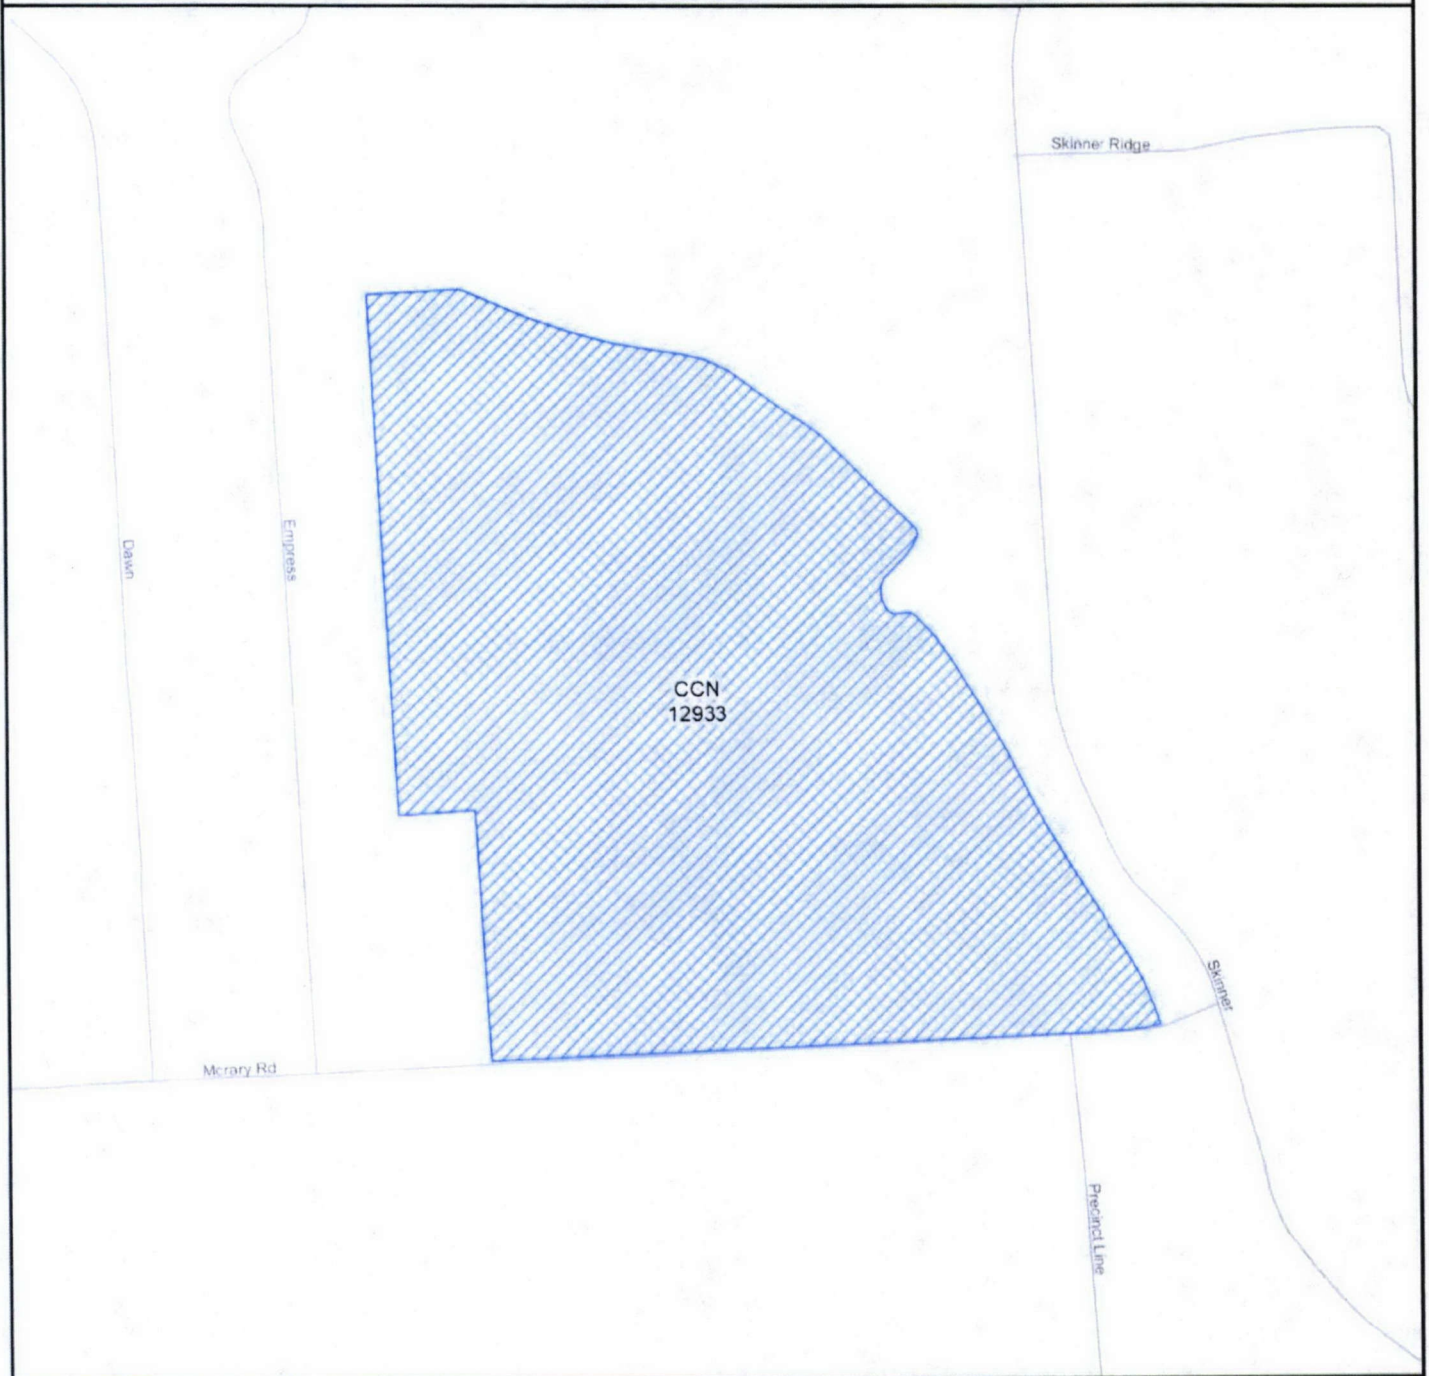 Skinner Ridge
Empress
Dawn
CCN
12933
Skinner
Mcrary Rd
Precinct Line